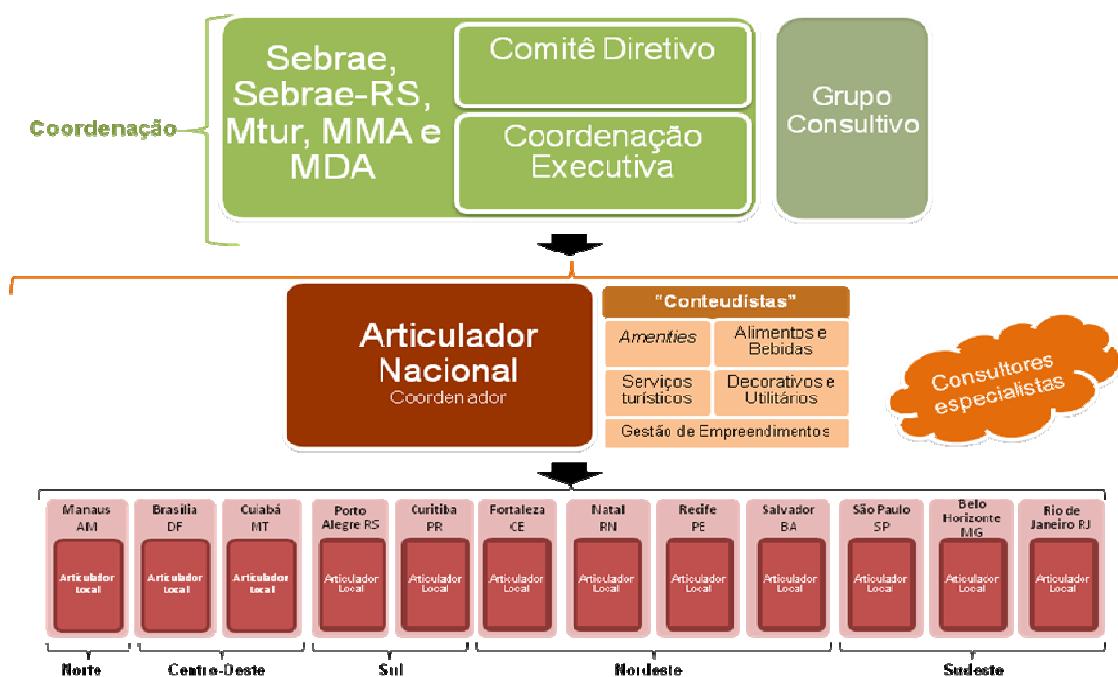 Coordenação
Sebrae,
Sebrae-RS,
Mtur, MMA e
MDA
Comitê Diretivo
Coordenação
Executiva
Grupo
Consultivo
Articulador
Nacional
Coordenador
“Conteudístas”
Amenfies
Alimentos e
Bebidas
Serviços
turísticos
Decorativos e
Utilitários
Gestão de Empreendimentos
Consultores
especialistas
Manaus
AM
Articulador
Local
Brasília
DF
Articulador
Local
Cuiabá
MT
Articulador
Local
Porto
Alegre RS
Articulador
Local
Curitiba
PR
Articulador
Local
Fortaleza
CE
Articulador
Local
Natal
RN
Articulador
Local
Recife
PE
Articulador
Local
Salvador
BA
Articulador
Local
São Paulo
SP
Articulador
Local
Belo
Horizonte
MG
Articulador
Local
Rio de
Janeiro RJ
Articulador
Local
Norte
Centro-Oeste
Sul
Nordeste
Sudeste